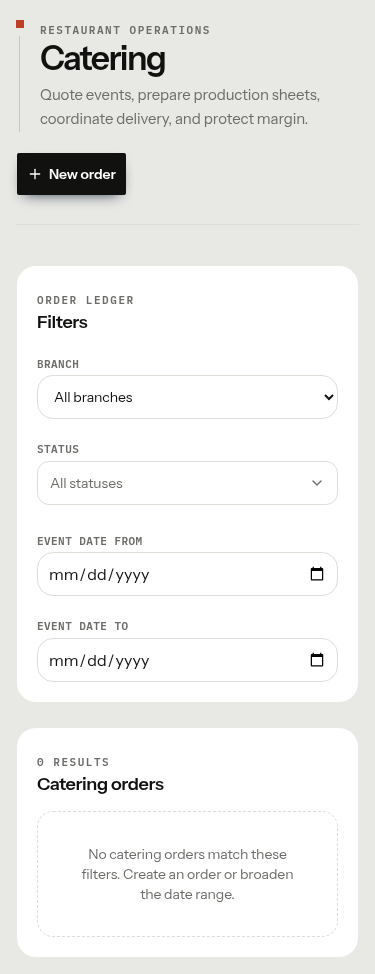 RESTAURANT OPERATIONS
Catering
Quote events, prepare production sheets,
coordinate delivery, and protect margin.
+ New order
ORDER LEDGER
Filters
BRANCH
All branches
STATUS
All statuses
EVENT DATE FROM
mm/dd/yyyy
EVENT DATE TO
mm/dd/yyyy
0 RESULTS
Catering orders
No catering orders match these
filters. Create an order or broaden
the date range.